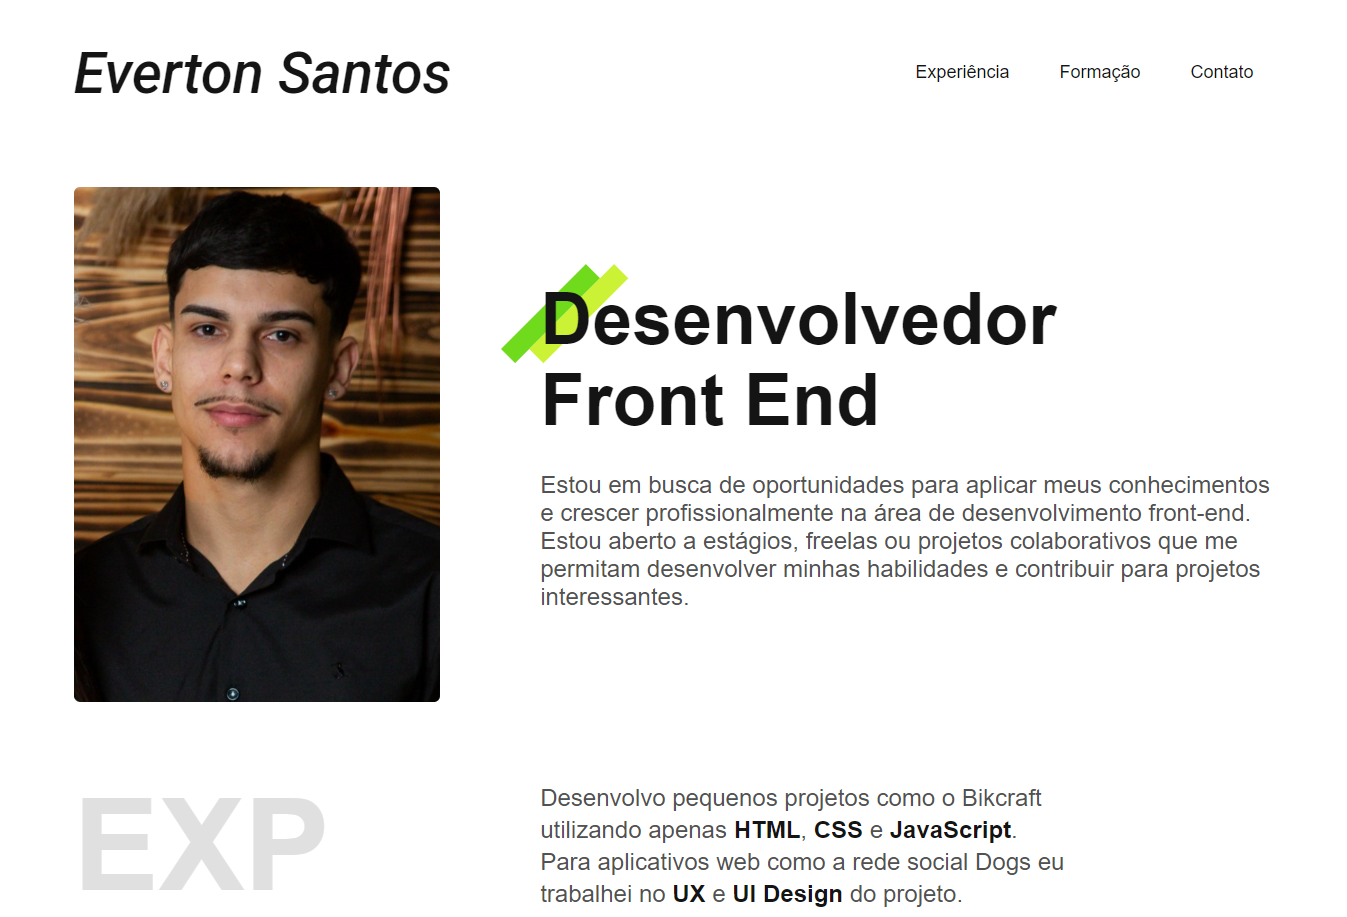 Everton Santos
Experiência
Formação
Contato
Desenvolvedor
Front End
Estou em busca de oportunidades para aplicar meus conhecimentos
e crescer profissionalmente na área de desenvolvimento front-end.
Estou aberto a estágios, freelas ou projetos colaborativos que me
permitam desenvolver minhas habilidades e contribuir para projetos
interessantes.
EXP
Desenvolvo pequenos projetos como o Bikcraft
utilizando apenas HTML, CSS e JavaScript.
Para aplicativos web como a rede social Dogs eu
trabalhei no UX e UI Design do projeto.